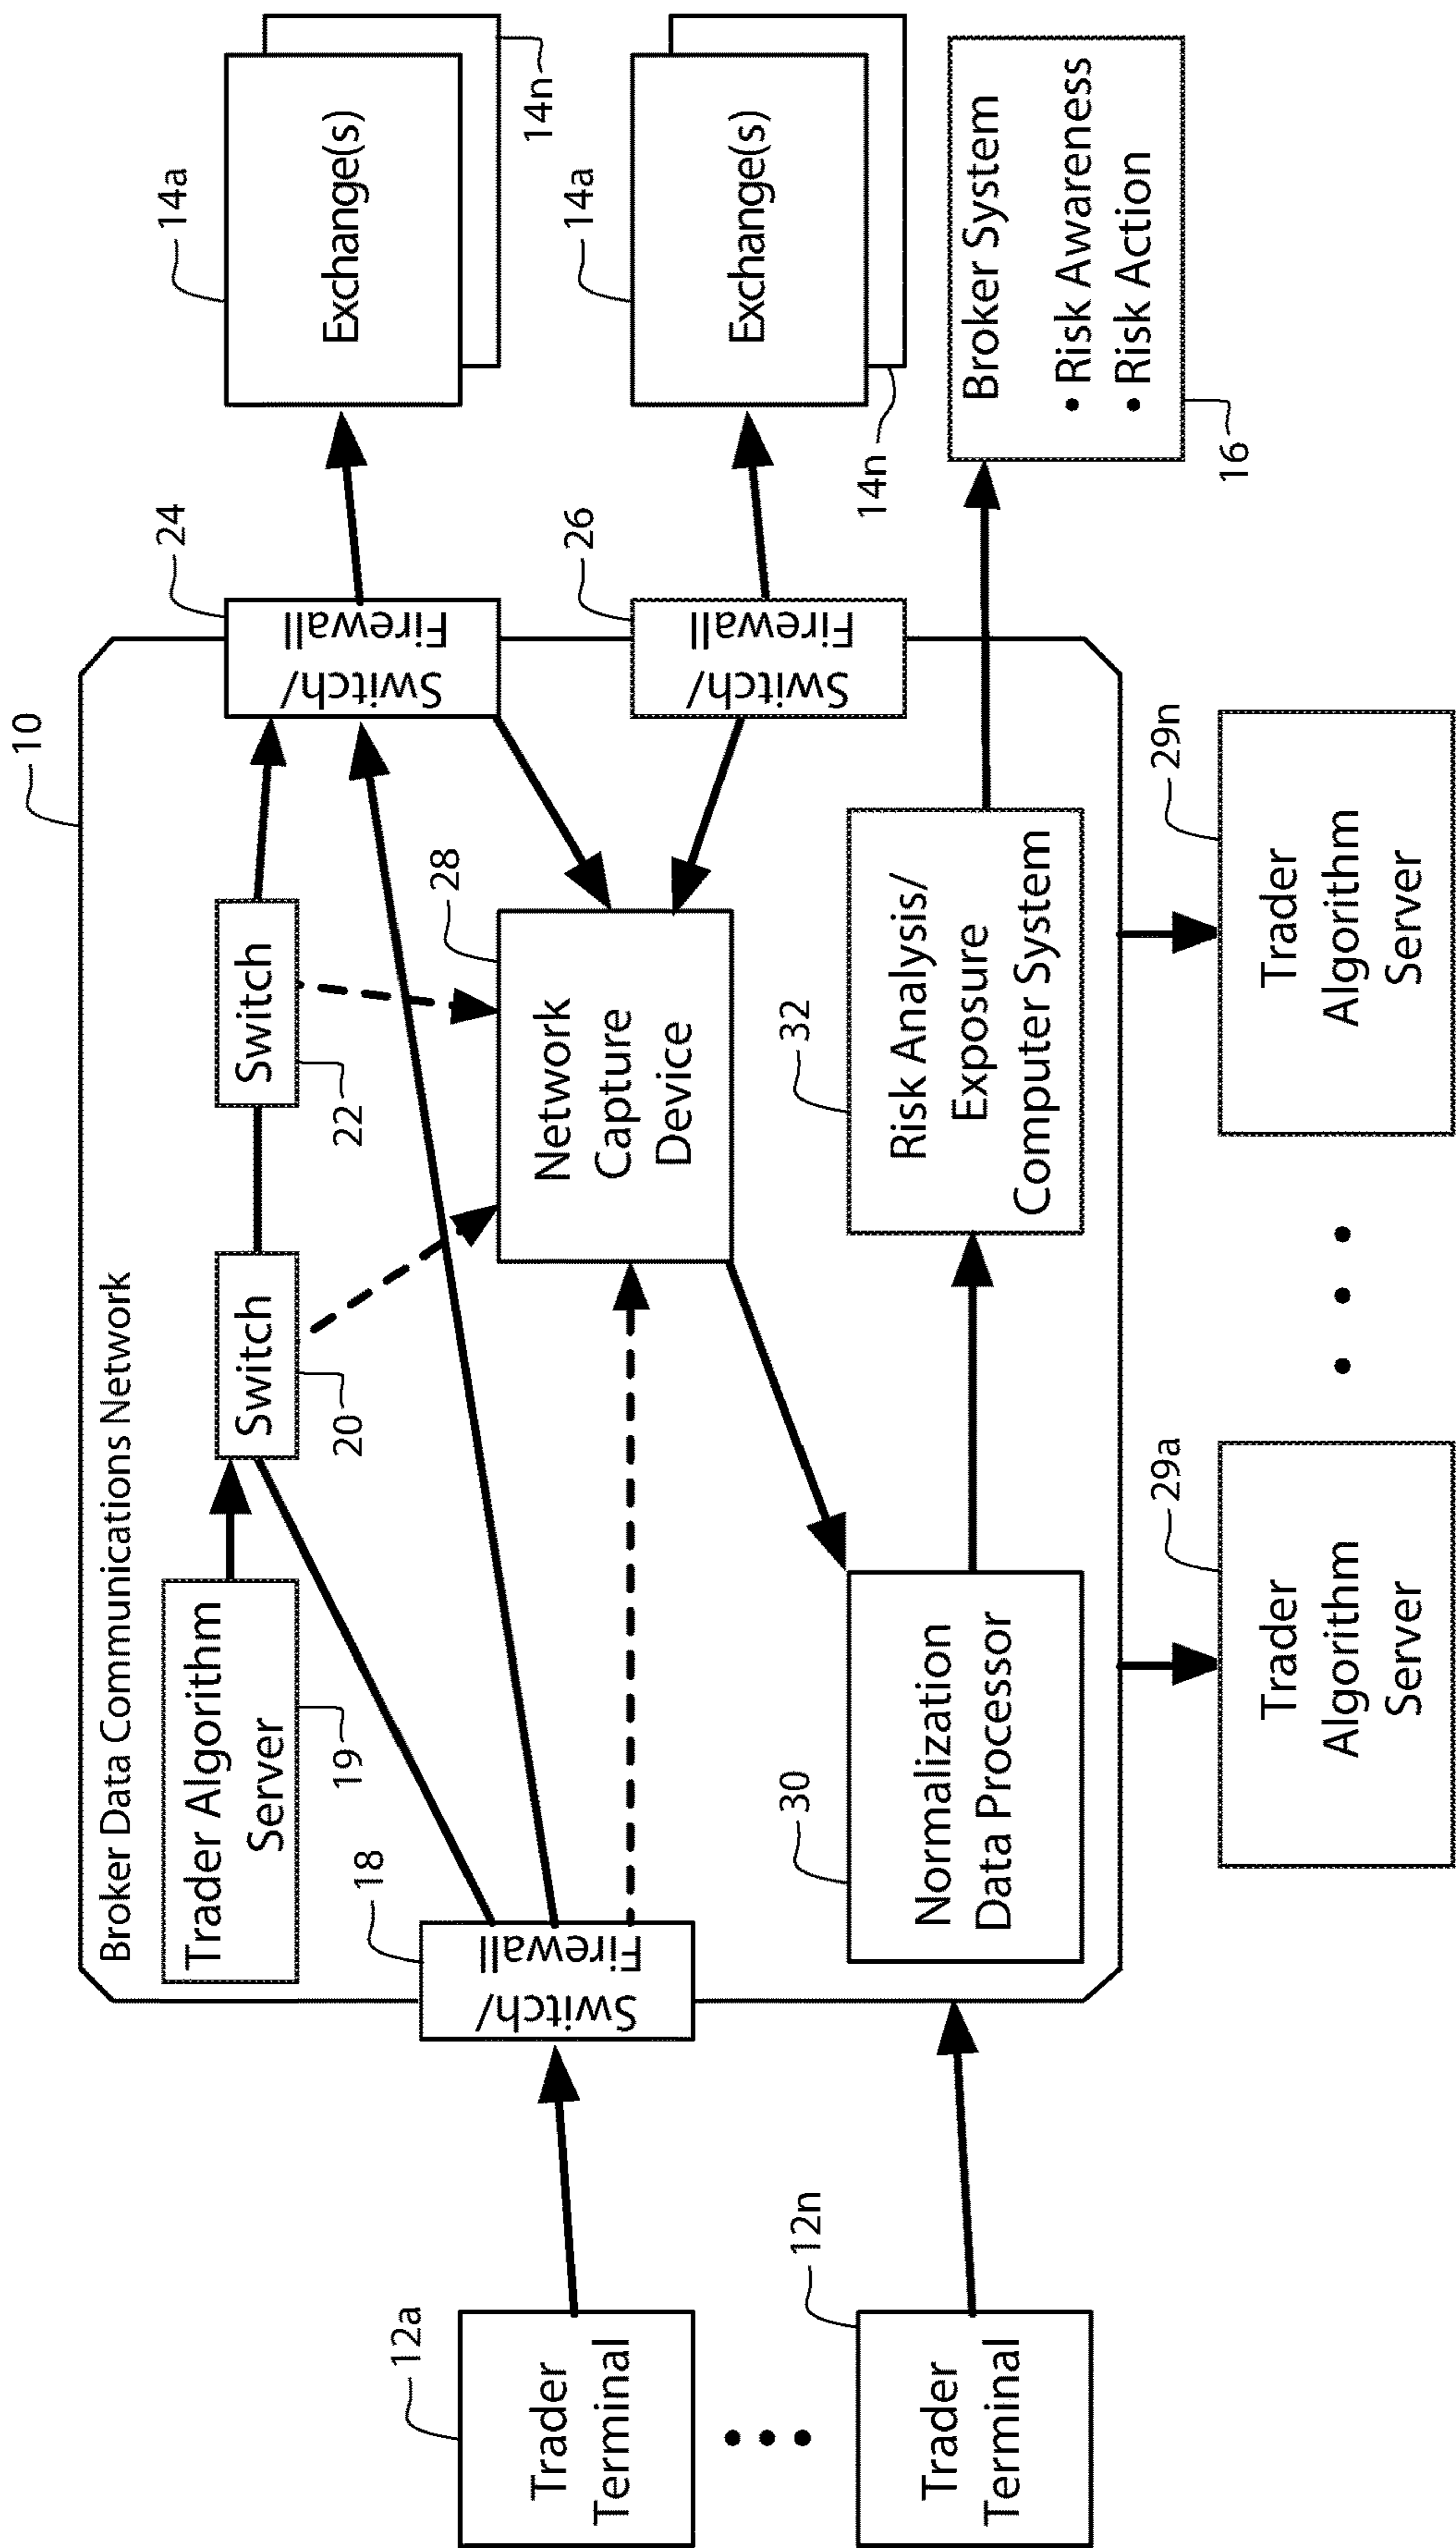 10
Broker Data Communications Network
Trader Algorithm
Server
19
Switch
20
Switch
22
Switch/
Firewall
24
Exchange(s)
14a
14n
Switch/
Firewall
18
Network
Capture
Device
28
Switch/
Firewall
26
Exchange(s)
14a
14n
Trader
Terminal
12a
Trader
Terminal
12n
Normalization
Data Processor
30
Risk Analysis/
Exposure
Computer System
32
Broker System
• Risk Awareness
• Risk Action
16
Trader
Algorithm
Server
29a
Trader
Algorithm
Server
29n